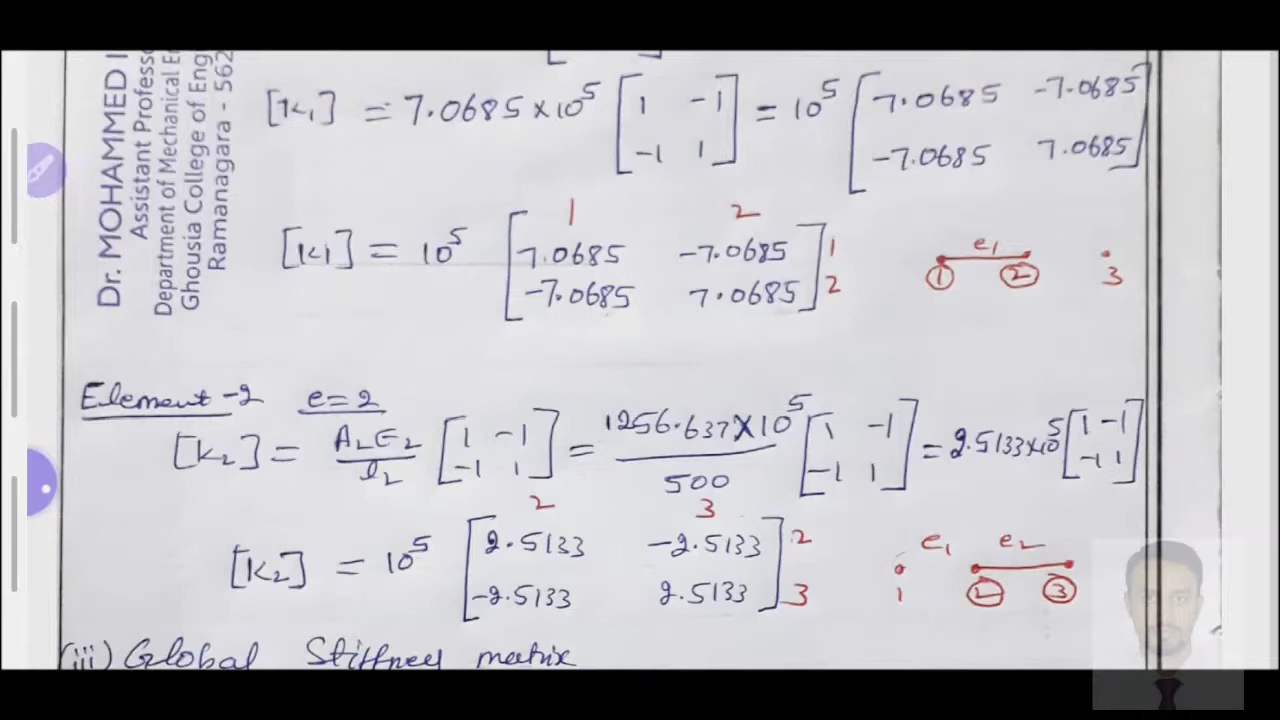 Dr. MOHAMMED I
Assistant Professo
Department of Mechanical E
Ghousia College of Eng
Ramanagara - 562
[K1] = 7.0685 × 10^5 [1 -1; -1 1] = 10^5 [7.0685 -7.0685; -7.0685 7.0685]
1 2
[K1] = 10^5 [7.0685 -7.0685; -7.0685 7.0685] 1 2
e1
① ② 3
Element -2 e=2
[K2] = A2E2/l2 [1 -1; -1 1] = 1256.637×10^5/500 [1 -1; -1 1] = 2.5133×10^5 [1 -1; -1 1]
2 3
[K2] = 10^5 [2.5133 -2.5133; -2.5133 2.5133] 2 3
e1 e2
1 ② ③
(iii) Global Stiffness matrix